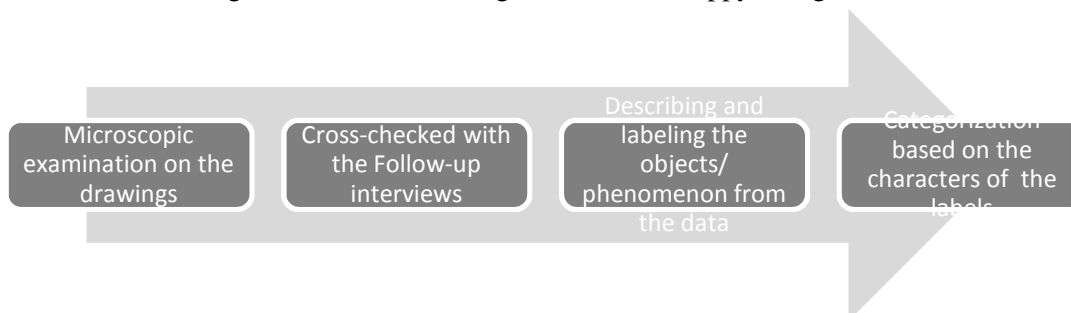 Microscopic
examination on the
drawings
Cross-checked with
the Follow-up
interviews
Describing and
labeling the
objects/
phenomenon from
the data
Categorization
based on the
characters of the
labels